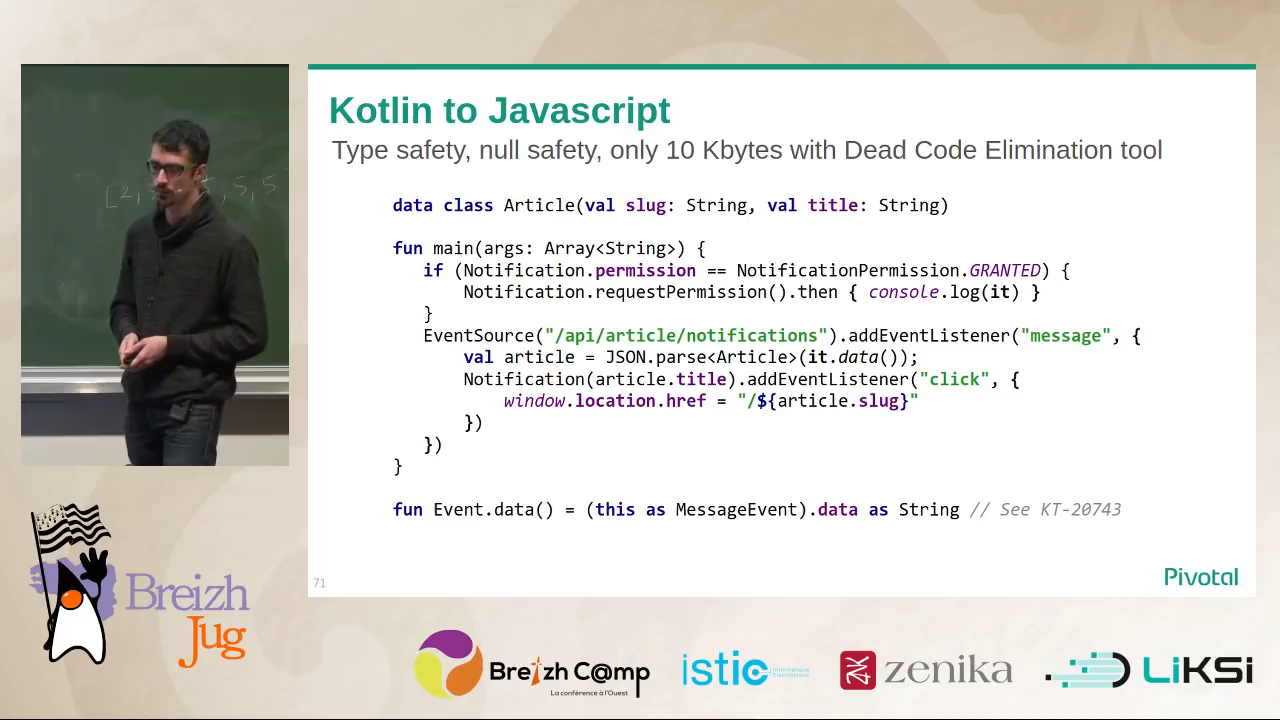 Kotlin to Javascript
Type safety, null safety, only 10 Kbytes with Dead Code Elimination tool
data class Article(val slug: String, val title: String)
fun main(args: Array<String>) {
    if (Notification.permission == NotificationPermission.GRANTED) {
        Notification.requestPermission().then { console.log(it) }
    }
    EventSource("/api/article/notifications").addEventListener("message", {
        val article = JSON.parse<Article>(it.data());
        Notification(article.title).addEventListener("click", {
            window.location.href = "/${article.slug}"
        })
    })
}
fun Event.data() = (this as MessageEvent).data as String // See KT-20743
71
Pivotal
Breizh
Jug
Breizh C@mp
La conférence à l'Ouest
istic
Informatique
Électronique
zenika
LiKSi